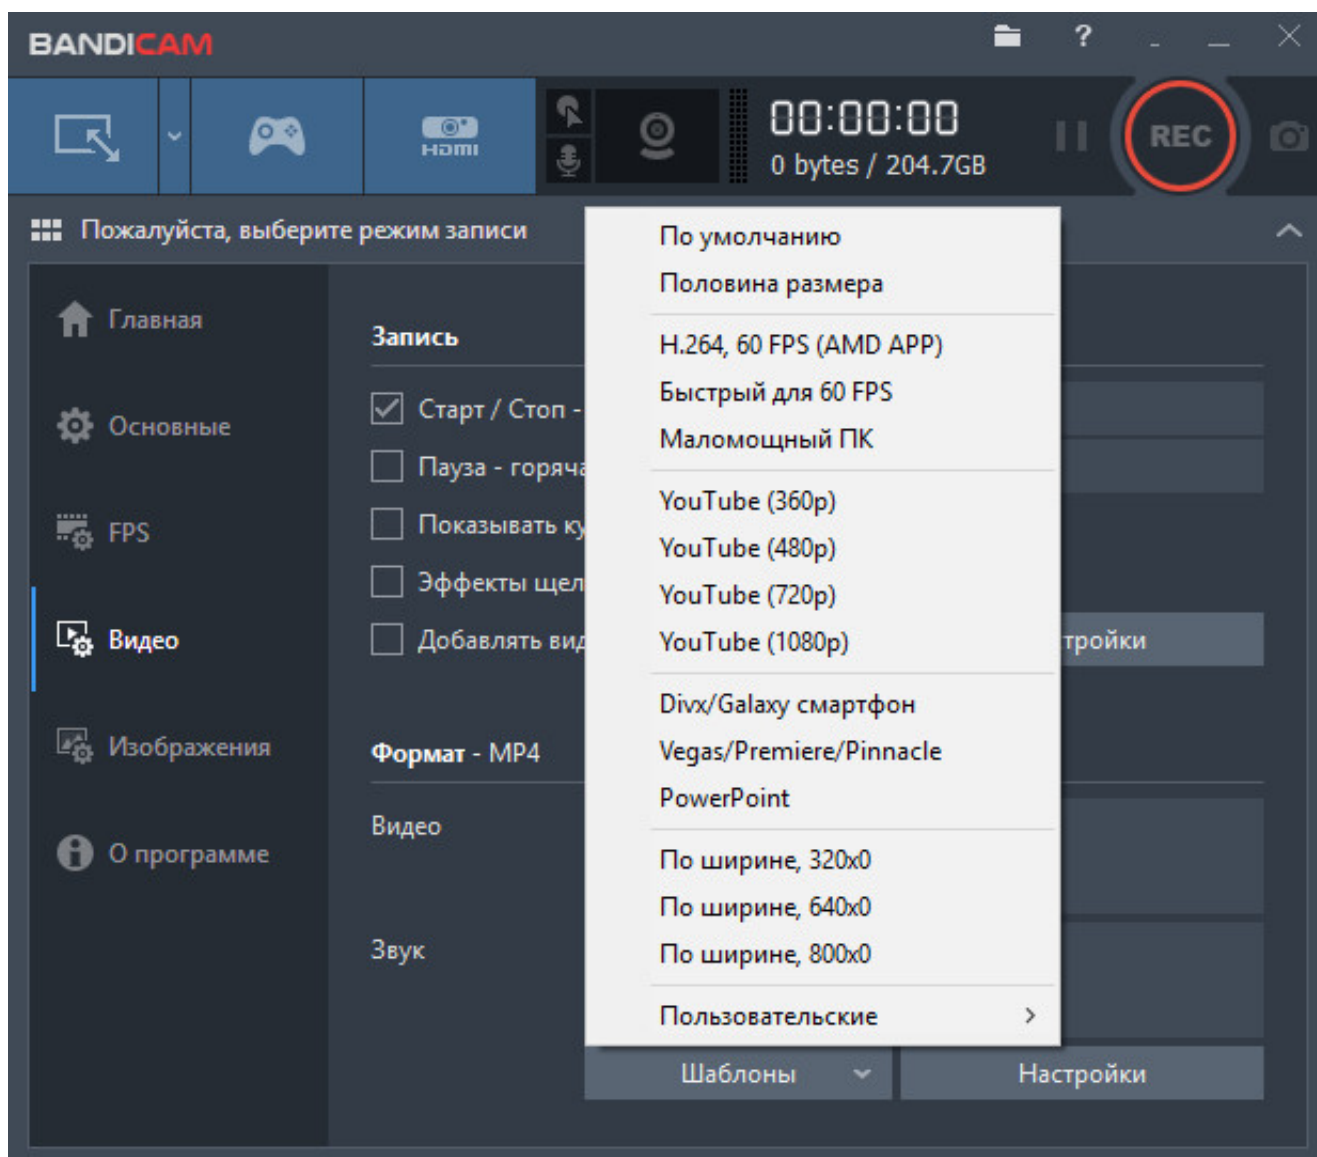 BANDICAM
?
HDMI
00:00:00
0 bytes / 204.7GB
REC
Пожалуйста, выберите режим записи
Главная
Основные
FPS
Видео
Изображения
О программе
Запись
Старт / Стоп -
Пауза - горяча
Показывать ку
Эффекты щел
Добавлять вид
тройки
Формат - MP4
Видео
Звук
По умолчанию
Половина размера
H.264, 60 FPS (AMD APP)
Быстрый для 60 FPS
Маломощный ПК
YouTube (360p)
YouTube (480p)
YouTube (720p)
YouTube (1080p)
Divx/Galaxy смартфон
Vegas/Premiere/Pinnacle
PowerPoint
По ширине, 320x0
По ширине, 640x0
По ширине, 800x0
Пользовательские
Шаблоны
Настройки